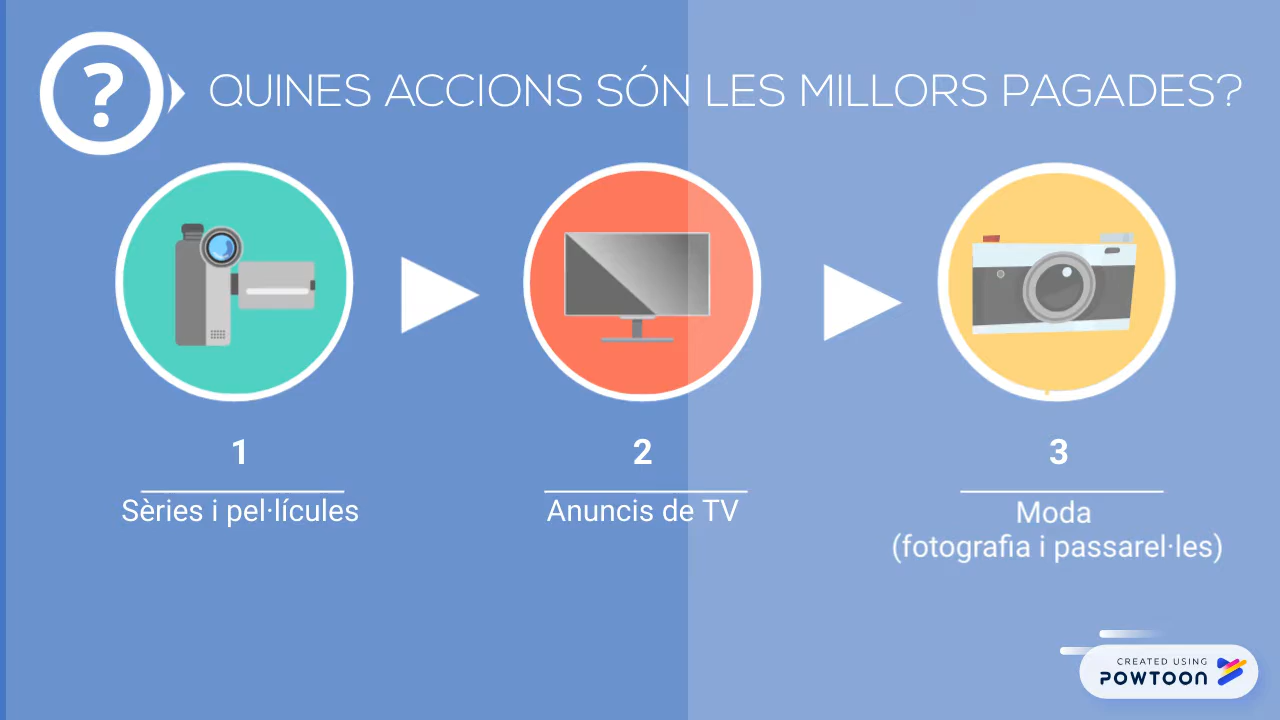 ?
QUINES ACCIONS SÓN LES MILLORS PAGADES?
1
Sèries i pel·lícules
2
Anuncis de TV
3
Moda
(fotografia i passarel·les)
CREATED USING
POWTOON